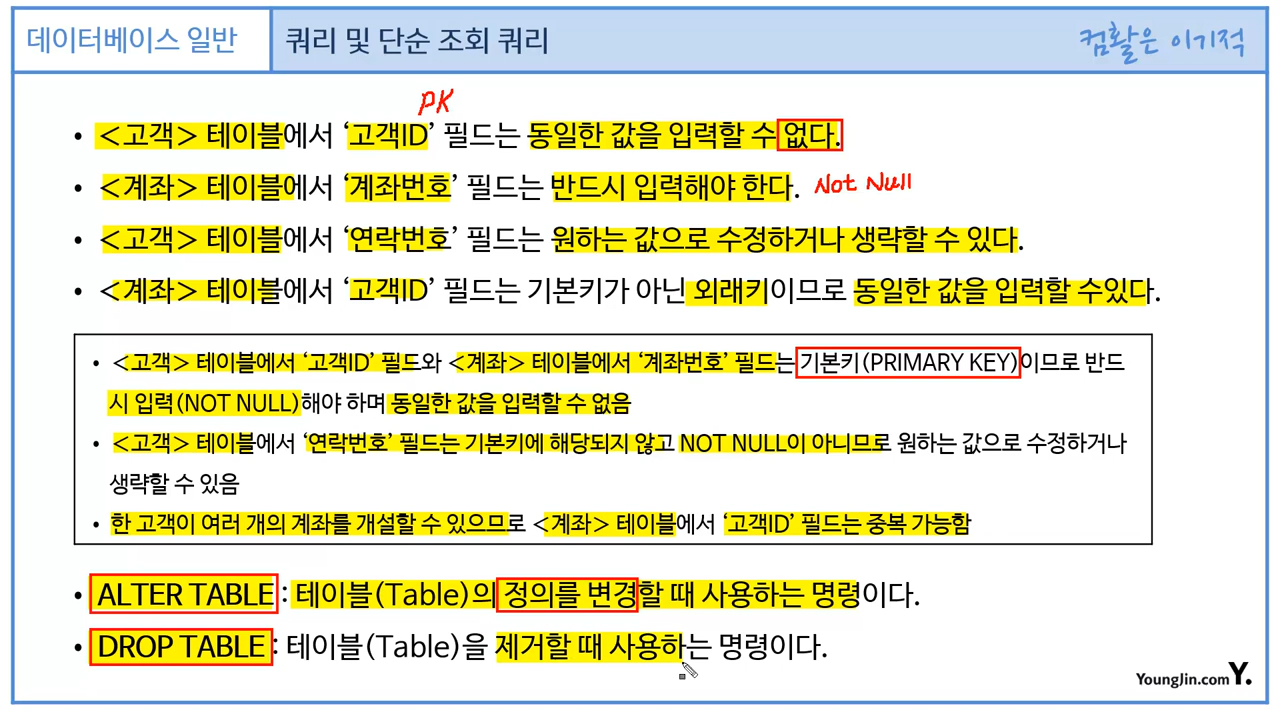 데이터베이스 일반
쿼리 및 단순 조회 쿼리
컴활은 이기적
PK
• <고객> 테이블에서 ‘고객ID’ 필드는 동일한 값을 입력할 수 없다.
• <계좌> 테이블에서 ‘계좌번호’ 필드는 반드시 입력해야 한다. Not Null
• <고객> 테이블에서 ‘연락번호’ 필드는 원하는 값으로 수정하거나 생략할 수 있다.
• <계좌> 테이블에서 ‘고객ID’ 필드는 기본키가 아닌 외래키이므로 동일한 값을 입력할 수있다.
• <고객> 테이블에서 ‘고객ID’ 필드와 <계좌> 테이블에서 ‘계좌번호’ 필드는 기본키(PRIMARY KEY)이므로 반드
시 입력(NOT NULL)해야 하며 동일한 값을 입력할 수 없음
• <고객> 테이블에서 ‘연락번호’ 필드는 기본키에 해당되지 않고 NOT NULL이 아니므로 원하는 값으로 수정하거나
생략할 수 있음
• 한 고객이 여러 개의 계좌를 개설할 수 있으므로 <계좌> 테이블에서 ‘고객ID’ 필드는 중복 가능함
• ALTER TABLE : 테이블(Table)의 정의를 변경할 때 사용하는 명령이다.
• DROP TABLE : 테이블(Table)을 제거할 때 사용하는 명령이다.
YoungJin.com Y.